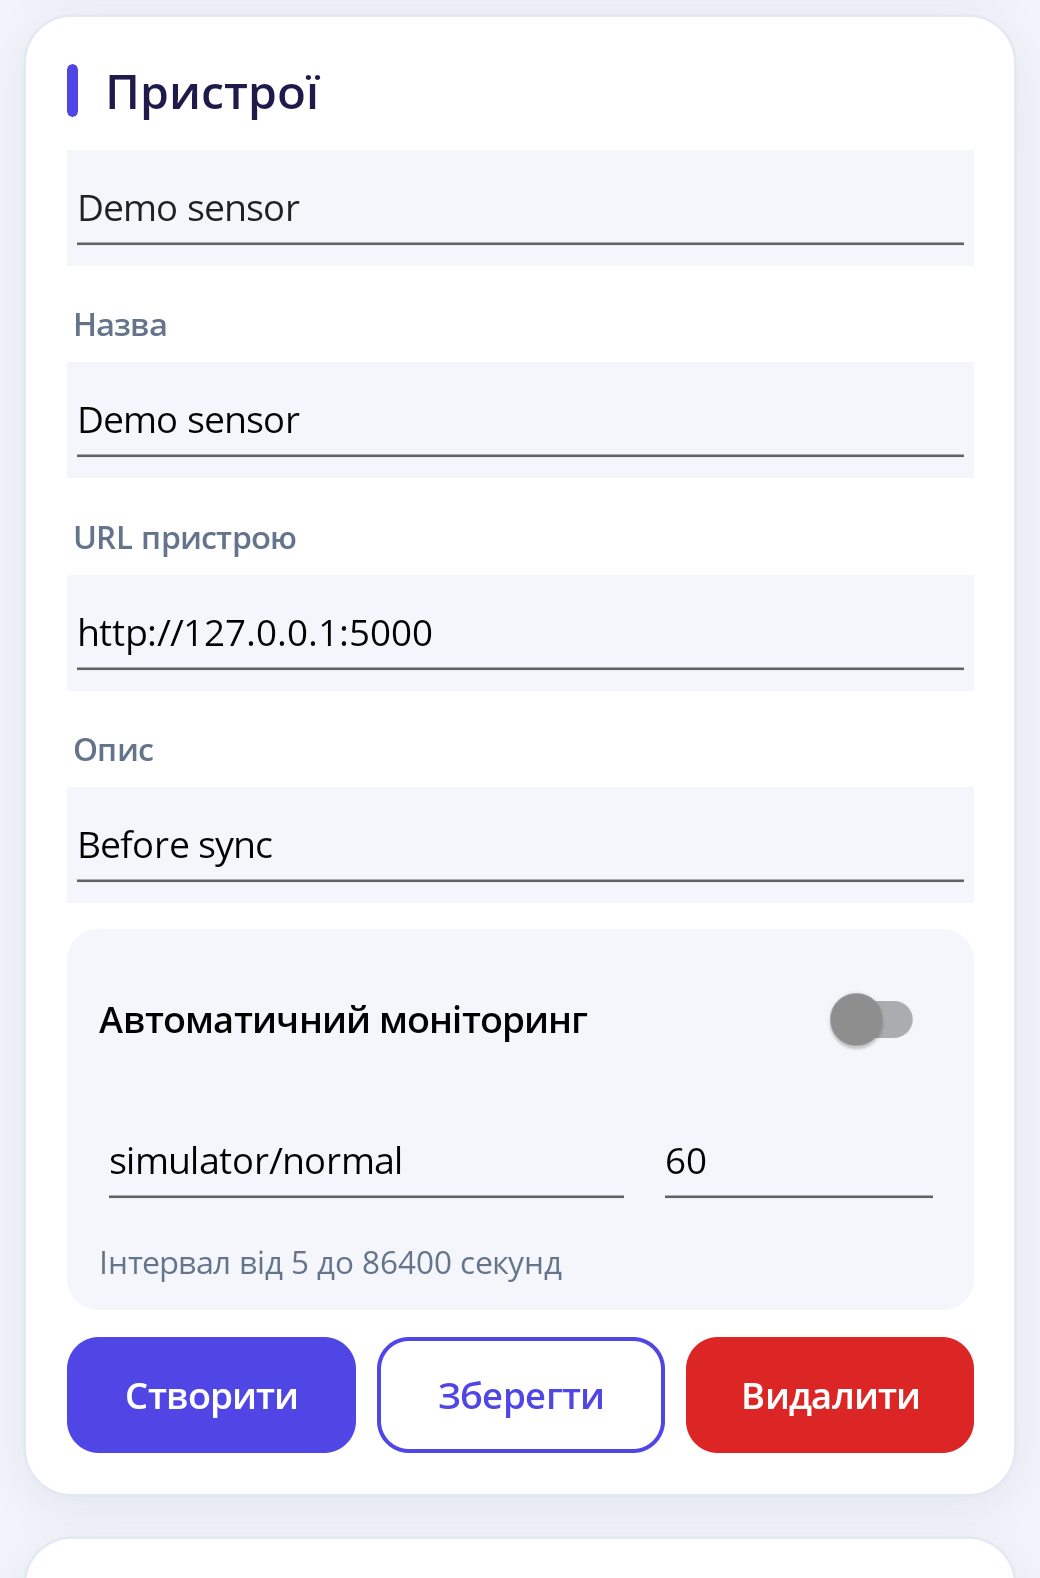 Пристрої
Demo sensor
Назва
Demo sensor
URL пристрою
http://127.0.0.1:5000
Опис
Before sync
Автоматичний моніторинг
simulator/normal 60
Інтервал від 5 до 86400 секунд
Створити Зберегти Видалити